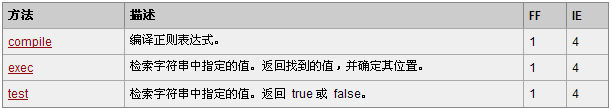 方法 描述 FF IE
compile 编译正则表达式。 1 4
exec 检索字符串中指定的值。返回找到的值，并确定其位置。 1 4
test 检索字符串中指定的值。返回 true 或 false。 1 4